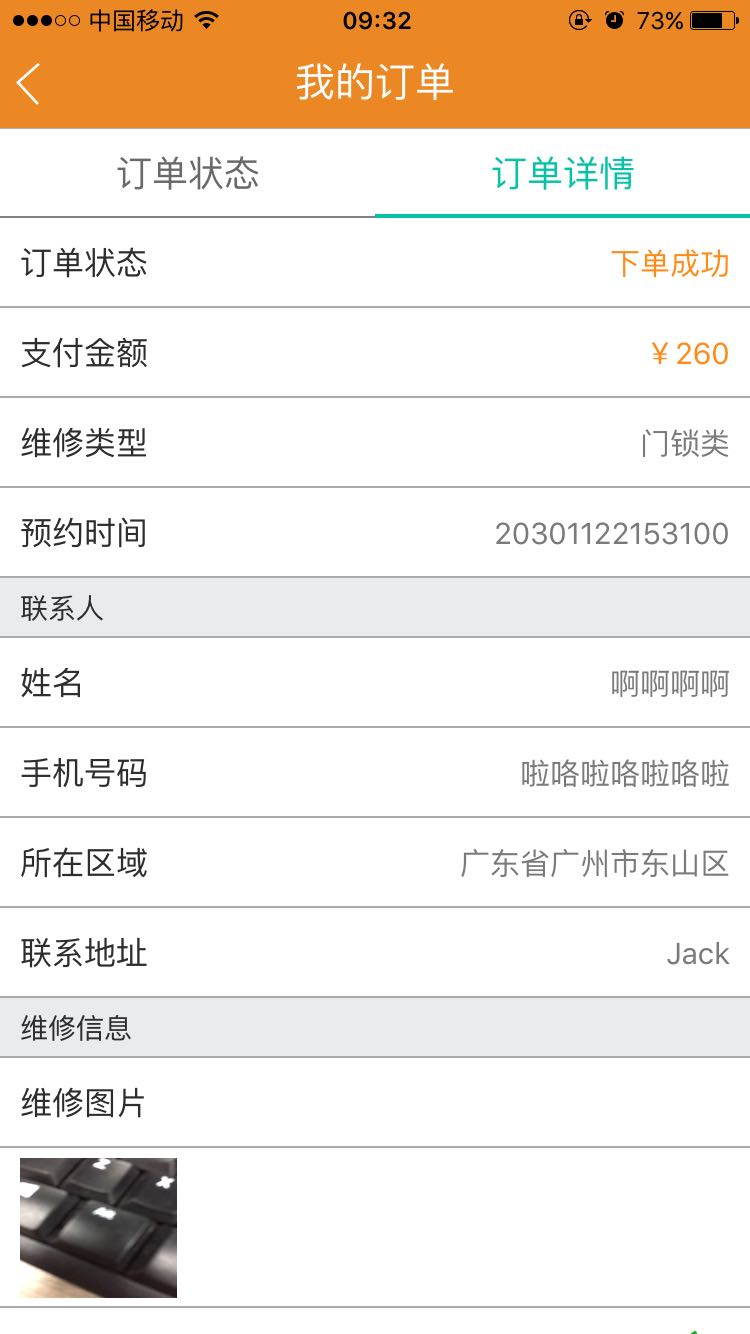 中国移动 09:32 73%
我的订单
订单状态 订单详情
订单状态 下单成功
支付金额 ¥260
维修类型 门锁类
预约时间 20301122153100
联系人
姓名 啊啊啊啊
手机号码 啦咯啦咯啦咯啦
所在区域 广东省广州市东山区
联系地址 Jack
维修信息
维修图片
Z X